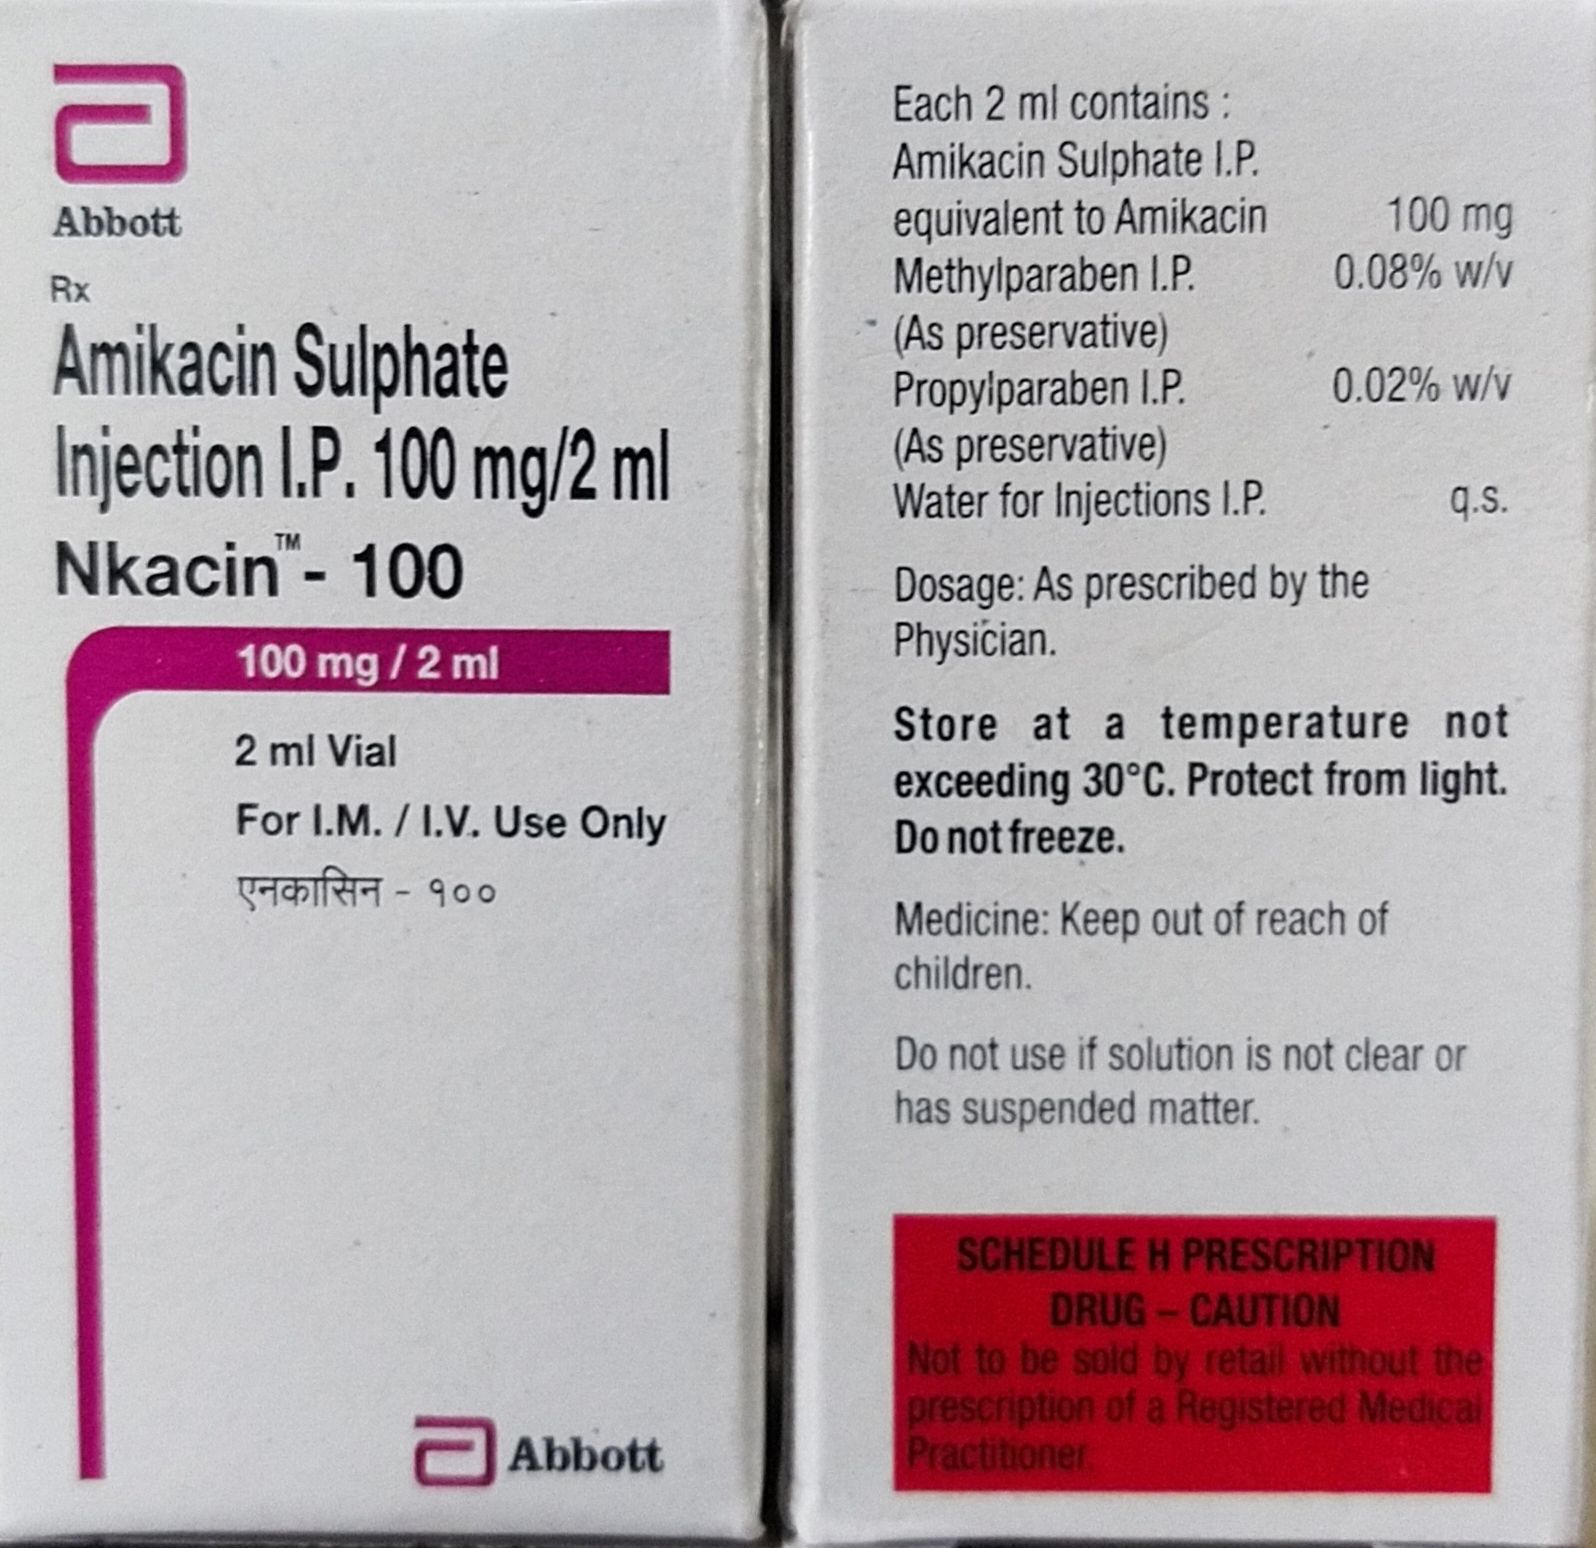 Abbott
Rx
Amikacin Sulphate
Injection I.P. 100 mg/2 ml
Nkacin™- 100
100 mg / 2 ml
2 ml Vial
For I.M. / I.V. Use Only
एनकासिन - १००
Abbott
Each 2 ml contains :
Amikacin Sulphate I.P.
equivalent to Amikacin 100 mg
Methylparaben I.P. 0.08% w/v
(As preservative)
Propylparaben I.P. 0.02% w/v
(As preservative)
Water for Injections I.P. q.s.
Dosage: As prescribed by the
Physician.
Store at a temperature not
exceeding 30°C. Protect from light.
Do not freeze.
Medicine: Keep out of reach of
children.
Do not use if solution is not clear or
has suspended matter.
SCHEDULE H PRESCRIPTION
DRUG – CAUTION
Not to be sold by retail without the
prescription of a Registered Medical
Practitioner.